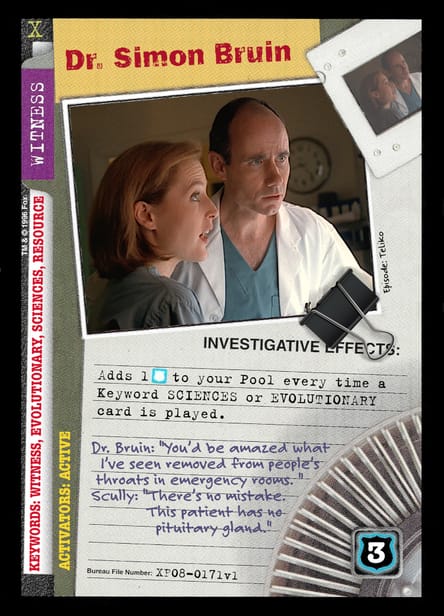 X
Dr. Simon Bruin
WITNESS
TM & © 1996 Fox
KEYWORDS: WITNESS, EVOLUTIONARY, SCIENCES, RESOURCE
ACTIVATORS: ACTIVE
Episode: Teliko
INVESTIGATIVE EFFECTS:
Adds 1 to your Pool every time a
Keyword SCIENCES or EVOLUTIONARY
card is played.
Dr. Bruin: "You'd be amazed what
I've seen removed from people's
throats in emergency rooms."
Scully: "There's no mistake.
This patient has no
pituitary gland."
3
Bureau File Number: XF08-0171v1